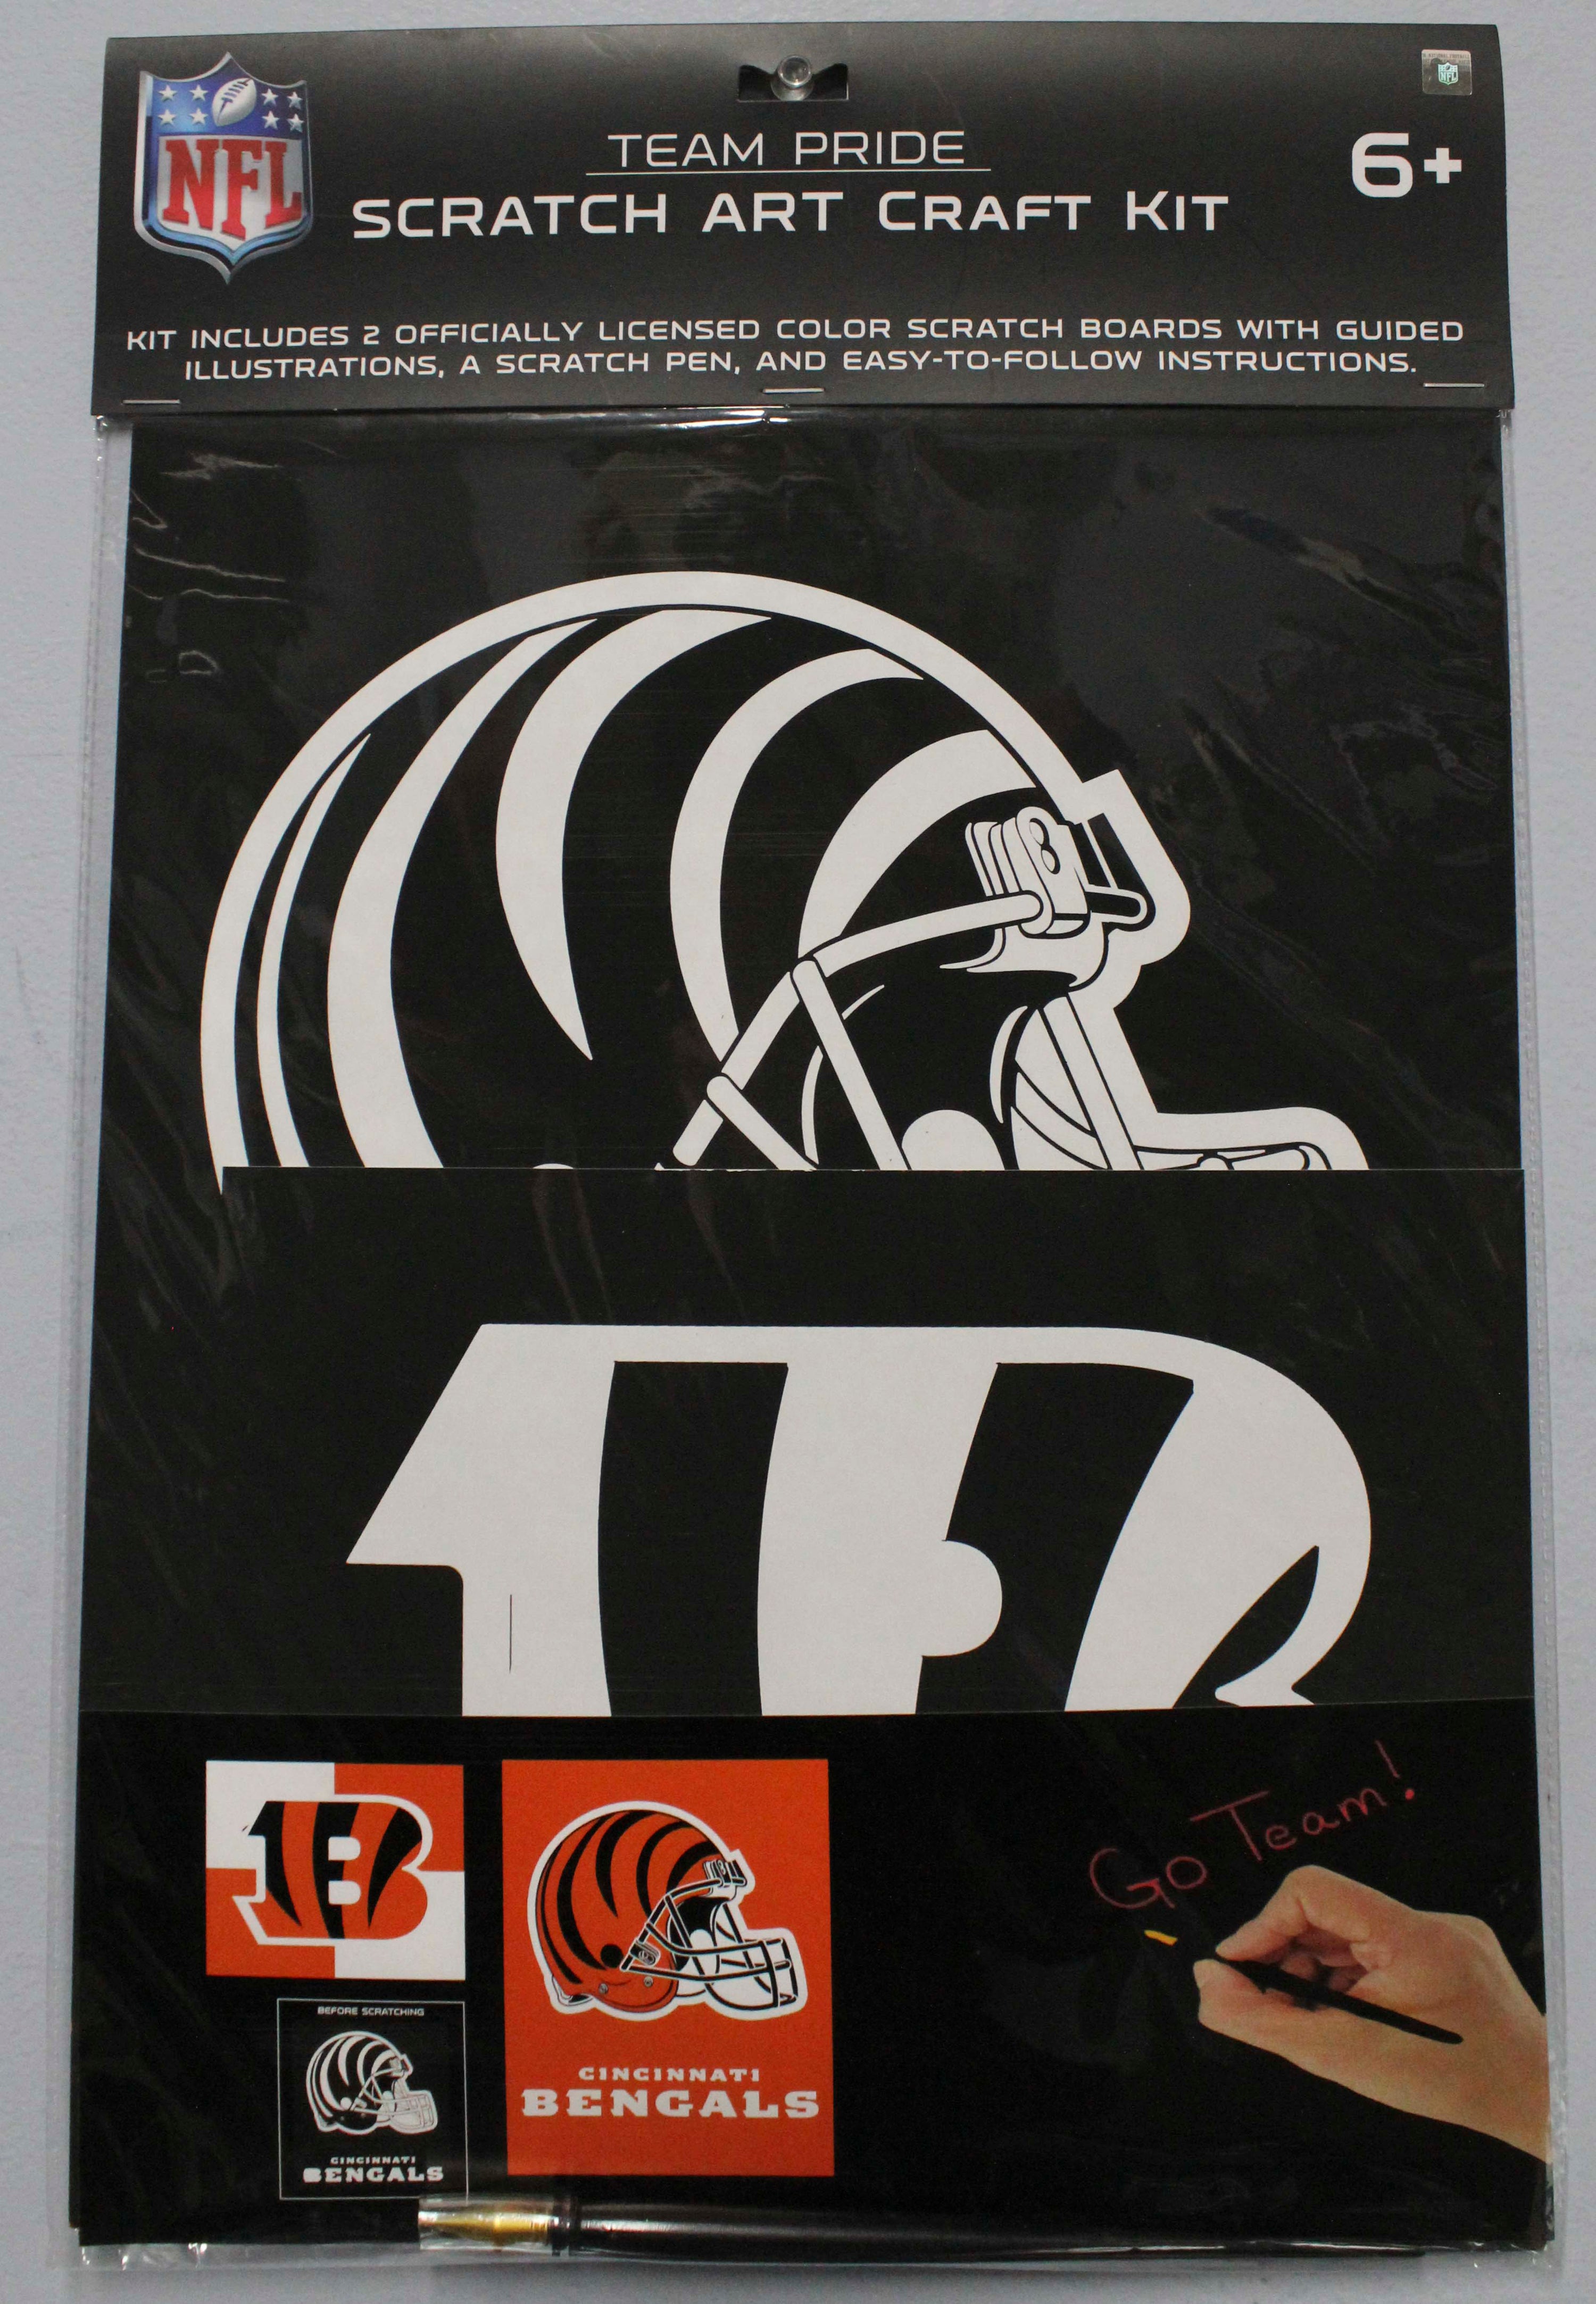 NFL
TEAM PRIDE
SCRATCH ART CRAFT KIT
6+
KIT INCLUDES 2 OFFICIALLY LICENSED COLOR SCRATCH BOARDS WITH GUIDED
ILLUSTRATIONS, A SCRATCH PEN, AND EASY-TO-FOLLOW INSTRUCTIONS.
B
B
Go Team!
B
CINCINNATI
BENGALS
BEFORE SCRATCHING
CINCINNATI
BENGALS